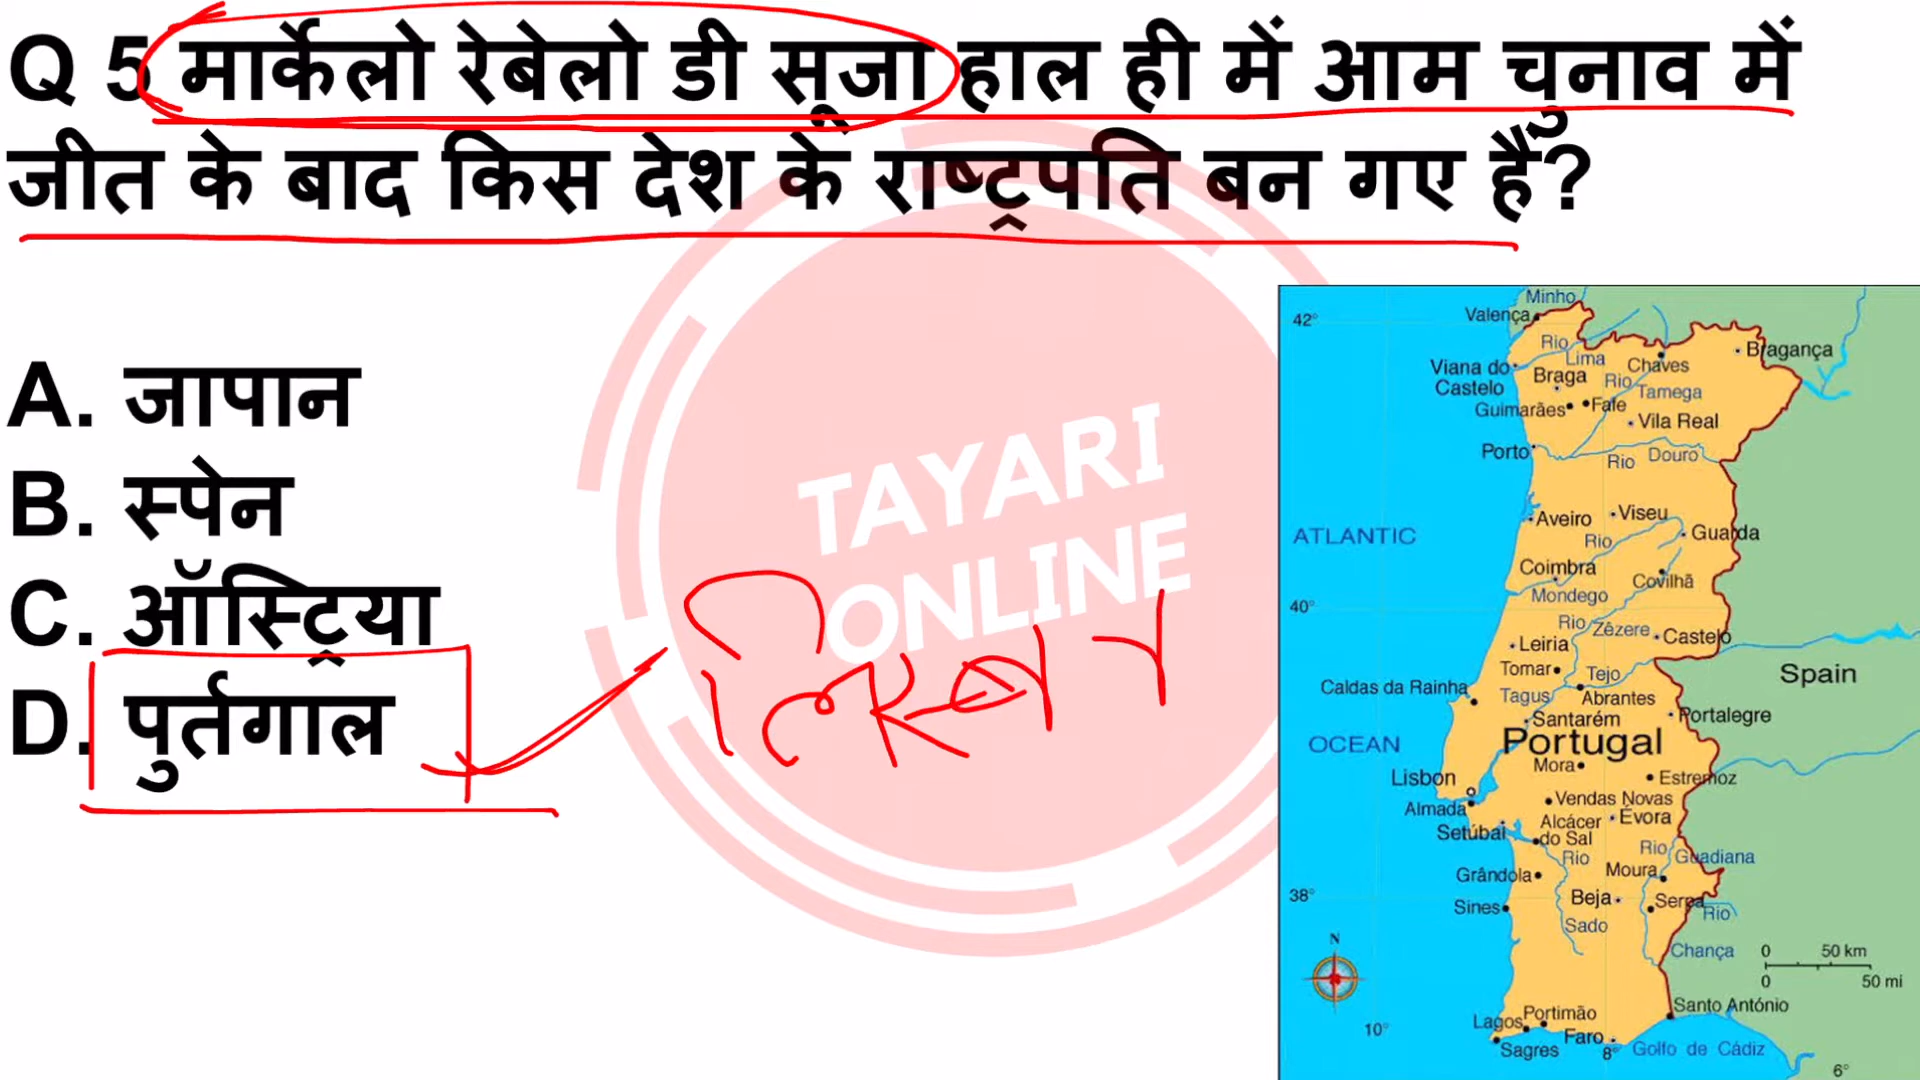 Q 5 मार्केलो रेबेलो डी सूजा हाल ही में आम चुनाव में
जीत के बाद किस देश के राष्ट्रपति बन गए हैं?
A. जापान
B. स्पेन
C. ऑस्ट्रिया
D. पुर्तगाल
TAYARI
ONLINE
Minho
Valença
42°
Bragança
Rio
Lima
Chaves
Viana do
Castelo
Braga
Rio
Tamega
Guimarães
Fafe
Vila Real
Porto
Rio Douro
Aveiro
Viseu
Guarda
ATLANTIC
Rio
Coimbra
Covilhã
Mondego
40°
Rio Zêzere
Castelo
Leiria
Tomar
Tejo
Spain
Caldas da Rainha
Tagus
Abrantes
Santarém
Portalegre
OCEAN
Portugal
Mora
Lisbon
Estremoz
Almada
Vendas Novas
Setúbal
Alcácer
do Sal
Évora
Rio
Rio
Guadiana
Grândola
Moura
38°
Beja
Serpa
Sines
Rio
Sado
N
Chança
0 50 km
0 50 mi
Santo António
Portimão
Lagos
10°
Faro
Sagres
8°
Golfo de Cádiz
6°